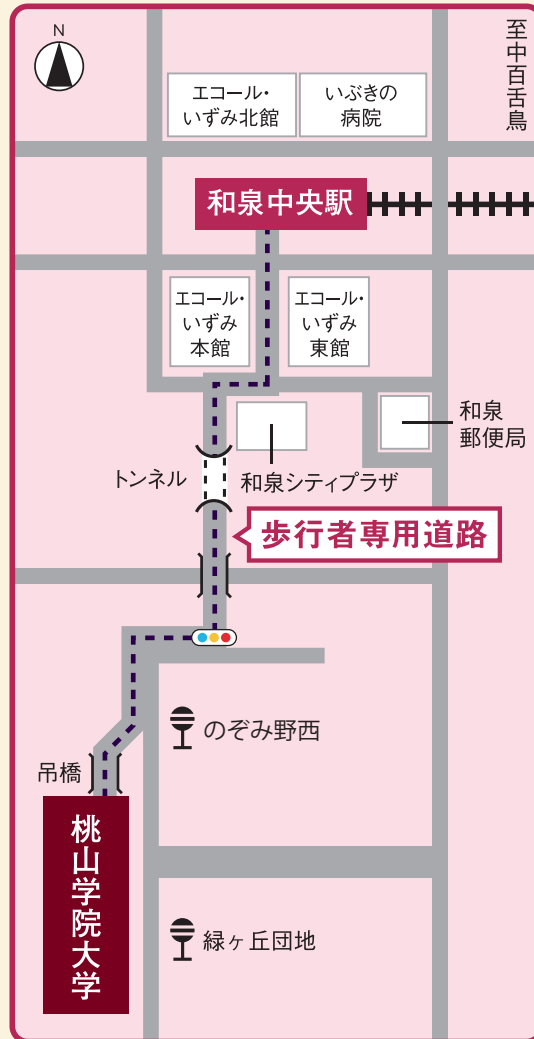 N
至中百舌鳥
エコール・
いずみ北館
いぶきの
病院
和泉中央駅
エコール・
いずみ
本館
エコール・
いずみ
東館
和泉
郵便局
トンネル
和泉シティプラザ
歩行者専用道路
のぞみ野西
吊橋
桃山学院大学
緑ヶ丘団地